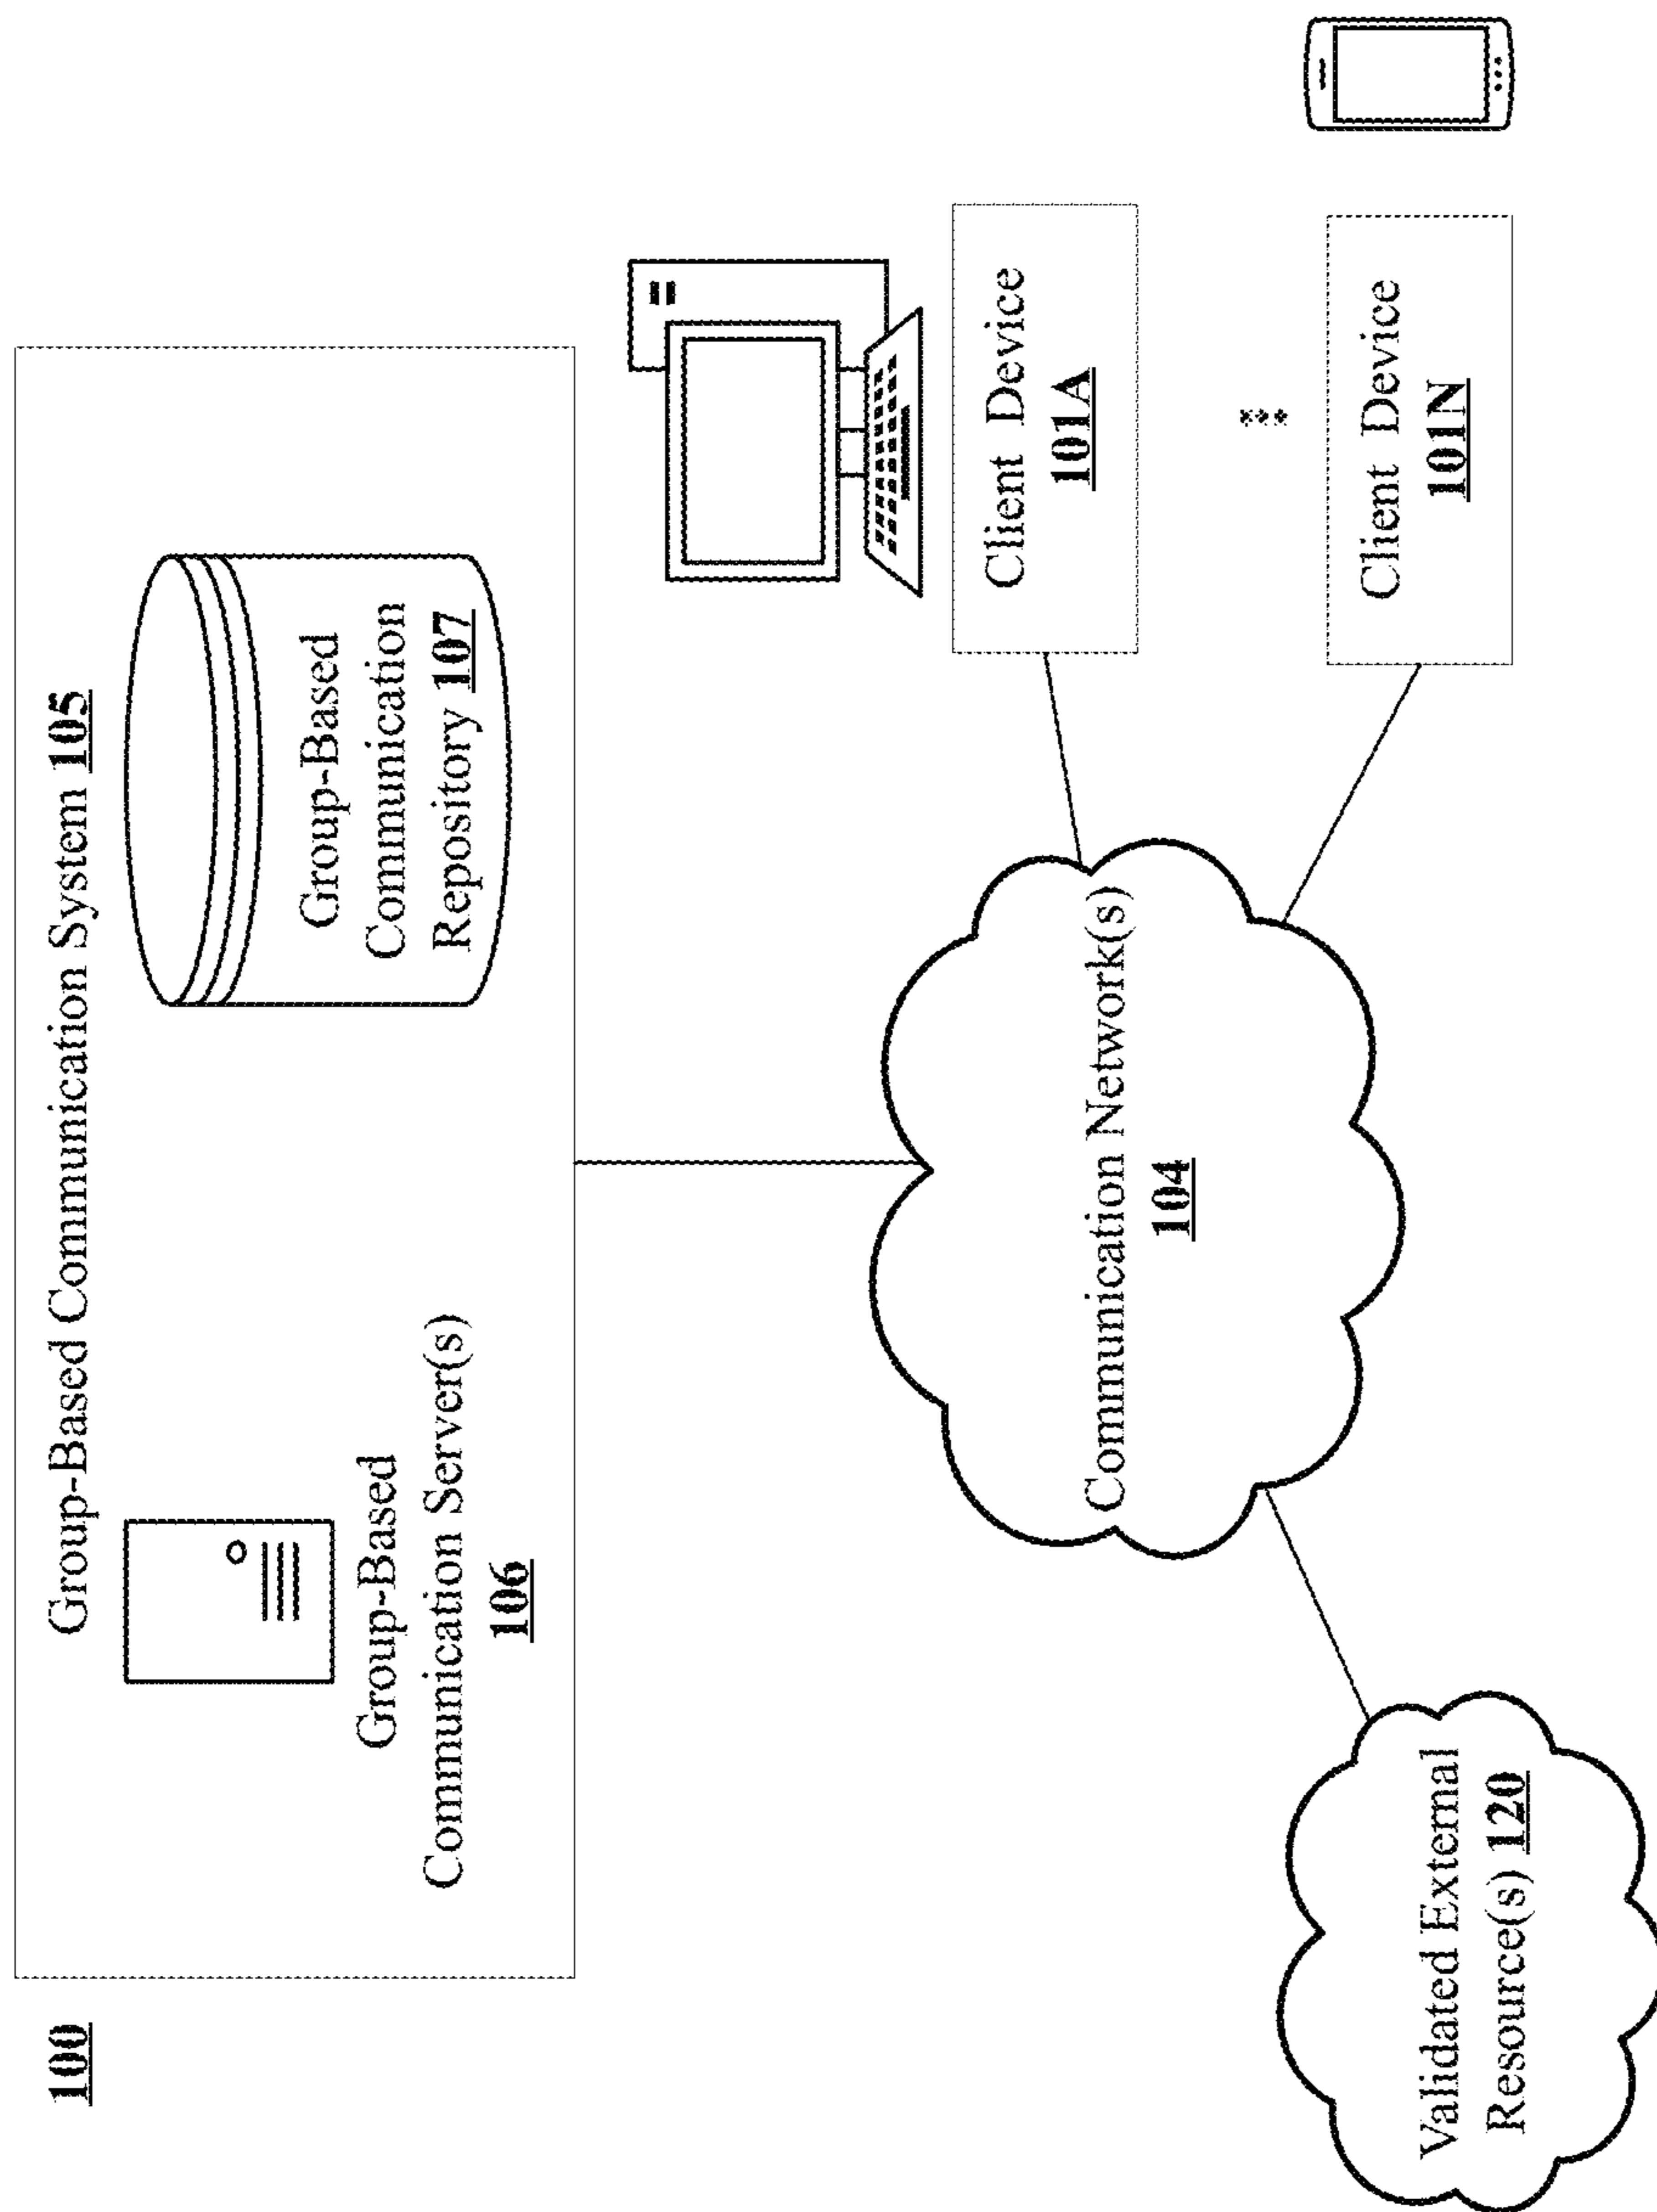 100
Group-Based Communication System 105
Group-Based
Communication Server(s)
106
Group-Based
Communication
Repository 107
Communication Network(s)
104
Client Device
101A
Client Device
101N
Validated External
Resource(s) 120